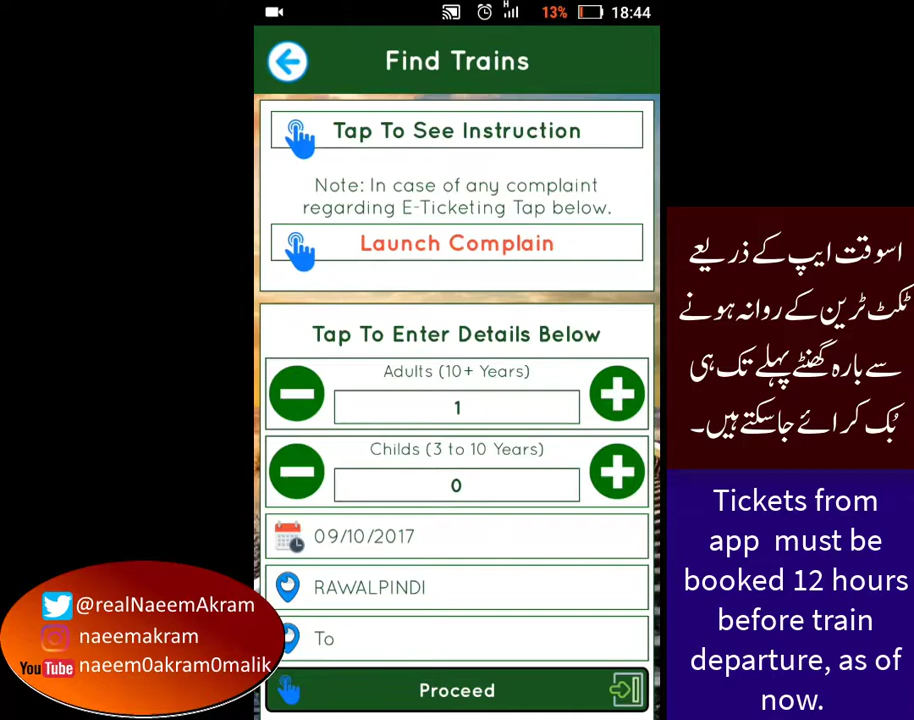 H
13%
18:44
Find Trains
Tap To See Instruction
Note: In case of any complaint
regarding E-Ticketing Tap below.
Launch Complain
Tap To Enter Details Below
Adults (10+ Years)
1
Childs (3 to 10 Years)
0
09/10/2017
RAWALPINDI
To
Proceed
اسوقت ایپ کے ذریعے
ٹکٹ ٹرین کے روانہ ہونے
سے بارہ گھنٹے پہلے تک ہی
بُک کرائے جاسکتے ہیں۔
Tickets from
app must be
booked 12 hours
before train
departure, as of
now.
@realNaeemAkram
naeemakram
YouTube naeem0akram0malik